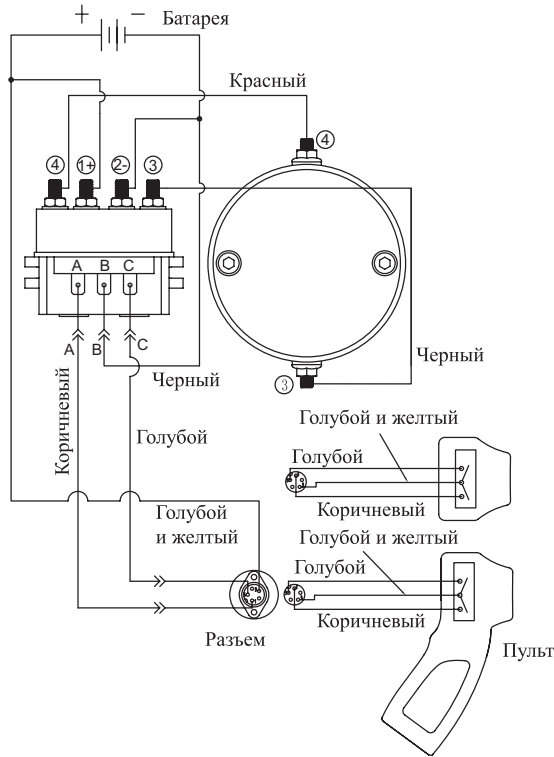 + − Батарея
Красный
④
④ 1+ 2- ③
A B C
A B C
Черный
Черный
③
Коричневый
Голубой
Голубой и желтый
Голубой
Коричневый
Голубой
и желтый
Голубой и желтый
Голубой
Коричневый
Разъем
Пульт